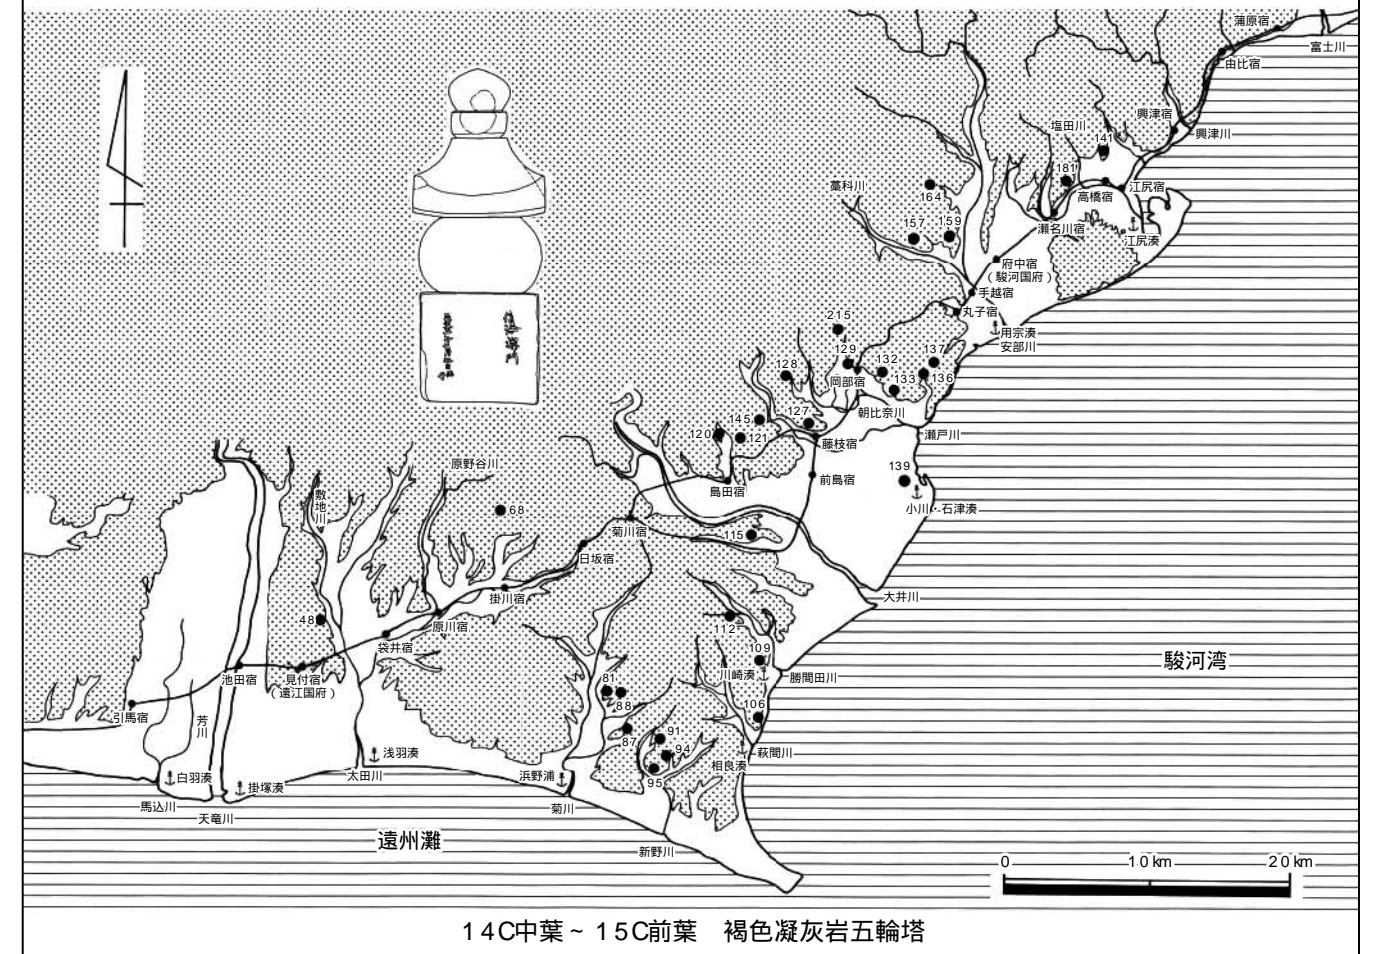 蒲原宿
富士川
由比宿
興津宿
興津川
塩田川
141
181
江尻宿
高橋宿
藁科川
164
瀬名川宿
江尻湊
157
159
府中宿
（駿河国府）
手越宿
丸子宿
用宗湊
安部川
215
129
132
137
128
岡部宿
133
136
朝比奈川
145
127
120
121
藤枝宿
瀬戸川
原野谷川
139
前島宿
島田宿
敷地川
68
小川・石津湊
菊川宿
115
日坂宿
掛川宿
大井川
48
原川宿
112
袋井宿
109
駿河湾
池田宿
見付宿
（遠江国府）
81
川崎湊
勝間田川
88
106
引馬宿
芳川
87
91
94
萩間川
浅羽湊
相良湊
95
白羽湊
掛塚湊
太田川
浜野浦
馬込川
菊川
天竜川
遠州灘
新野川
0 10km 20km
14C中葉~15C前葉　褐色凝灰岩五輪塔